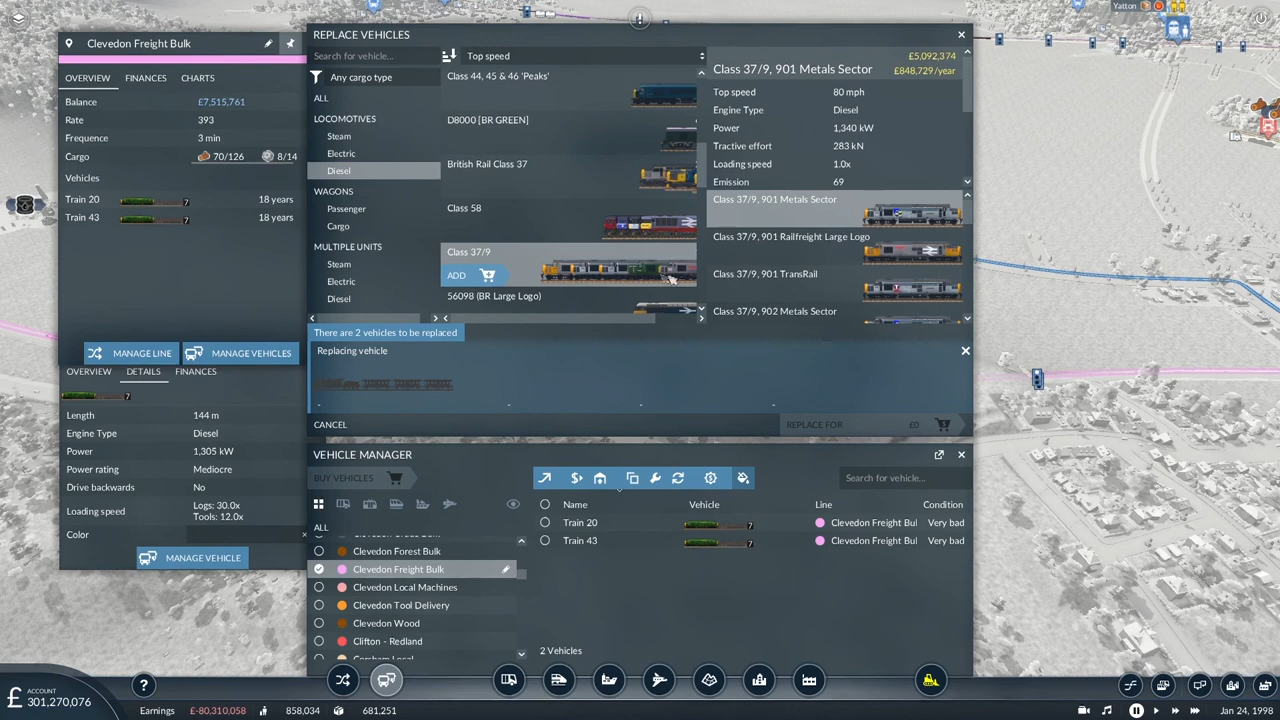 Yatton
Clevedon Freight Bulk
OVERVIEW FINANCES CHARTS
Balance £7,515,761
Rate 393
Frequency 3 min
Cargo 70/126 8/14
Vehicles
Train 20 7 18 years
Train 43 7 18 years
MANAGE LINE MANAGE VEHICLES
OVERVIEW DETAILS FINANCES
7
Length 144 m
Engine Type Diesel
Power 1,305 kW
Power rating Mediocre
Drive backwards No
Loading speed Logs: 30.0x
Tools: 12.0x
Color
MANAGE VEHICLE
REPLACE VEHICLES
Search for vehicle...
Top speed
Any cargo type
ALL
LOCOMOTIVES
Steam
Electric
Diesel
WAGONS
Passenger
Cargo
MULTIPLE UNITS
Steam
Electric
Diesel
Class 44, 45 & 46 'Peaks'
D8000 [BR GREEN]
British Rail Class 37
Class 58
Class 37/9
ADD
56098 (BR Large Logo)
£5,092,374
Class 37/9, 901 Metals Sector £848,729/year
Top speed 80 mph
Engine Type Diesel
Power 1,340 kW
Tractive effort 283 kN
Loading speed 1.0x
Emission 69
Class 37/9, 901 Metals Sector
Class 37/9, 901 Railfreight Large Logo
Class 37/9, 901 TransRail
Class 37/9, 902 Metals Sector
There are 2 vehicles to be replaced
Replacing vehicle
- - - -
CANCEL REPLACE FOR £0
VEHICLE MANAGER
BUY VEHICLES
Search for vehicle...
ALL
Clevedon Forest Bulk
Clevedon Freight Bulk
Clevedon Local Machines
Clevedon Tool Delivery
Clevedon Wood
Clifton - Redland
Name Vehicle Line Condition
Train 20 7 Clevedon Freight Bul Very bad
Train 43 7 Clevedon Freight Bul Very bad
2 Vehicles
£ ACCOUNT
301,270,076
?
Earnings £-80,310,058 858,034 681,251
Jan 24, 1998